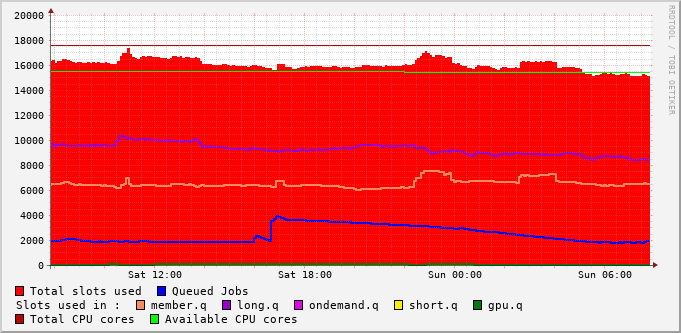 20000
18000
16000
14000
12000
10000
8000
6000
4000
2000
0
Sat 12:00 Sat 18:00 Sun 00:00 Sun 06:00
RRDTOOL / TOBI OETIKER
Total slots used Queued Jobs
Slots used in : member.q long.q ondemand.q short.q gpu.q
Total CPU cores Available CPU cores